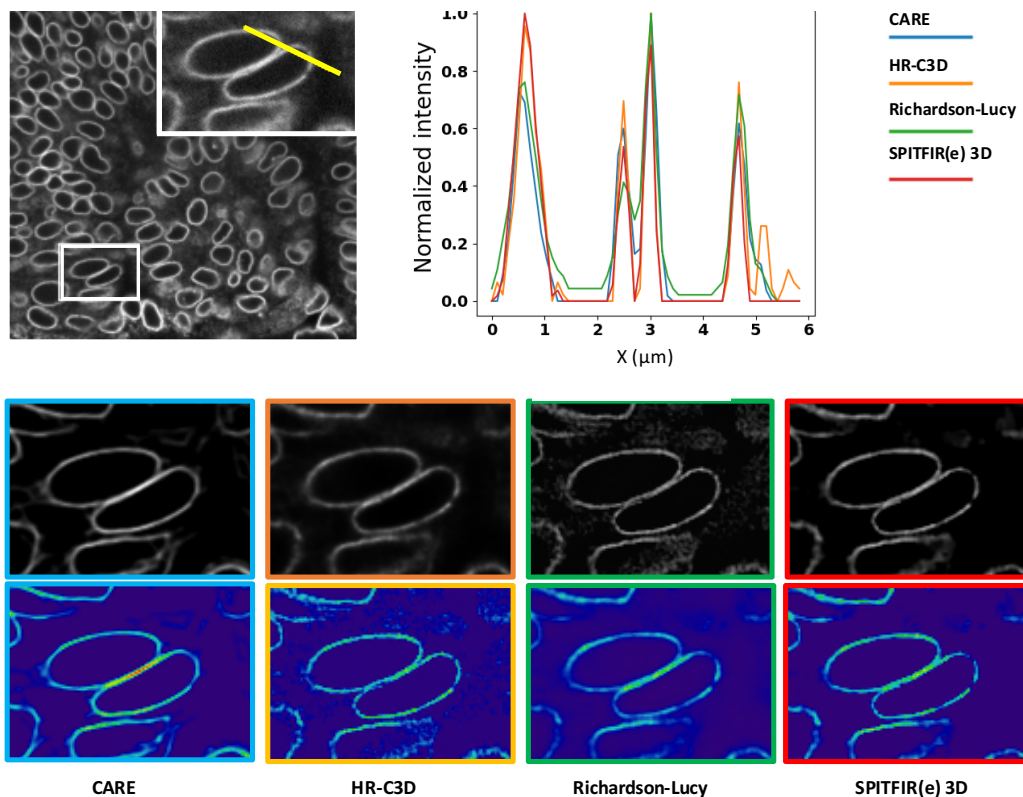 1.0
0.8
0.6
0.4
0.2
0.0
Normalized intensity
0 1 2 3 4 5 6
X (μm)
CARE
HR-C3D
Richardson-Lucy
SPITFIR(e) 3D
CARE HR-C3D Richardson-Lucy SPITFIR(e) 3D